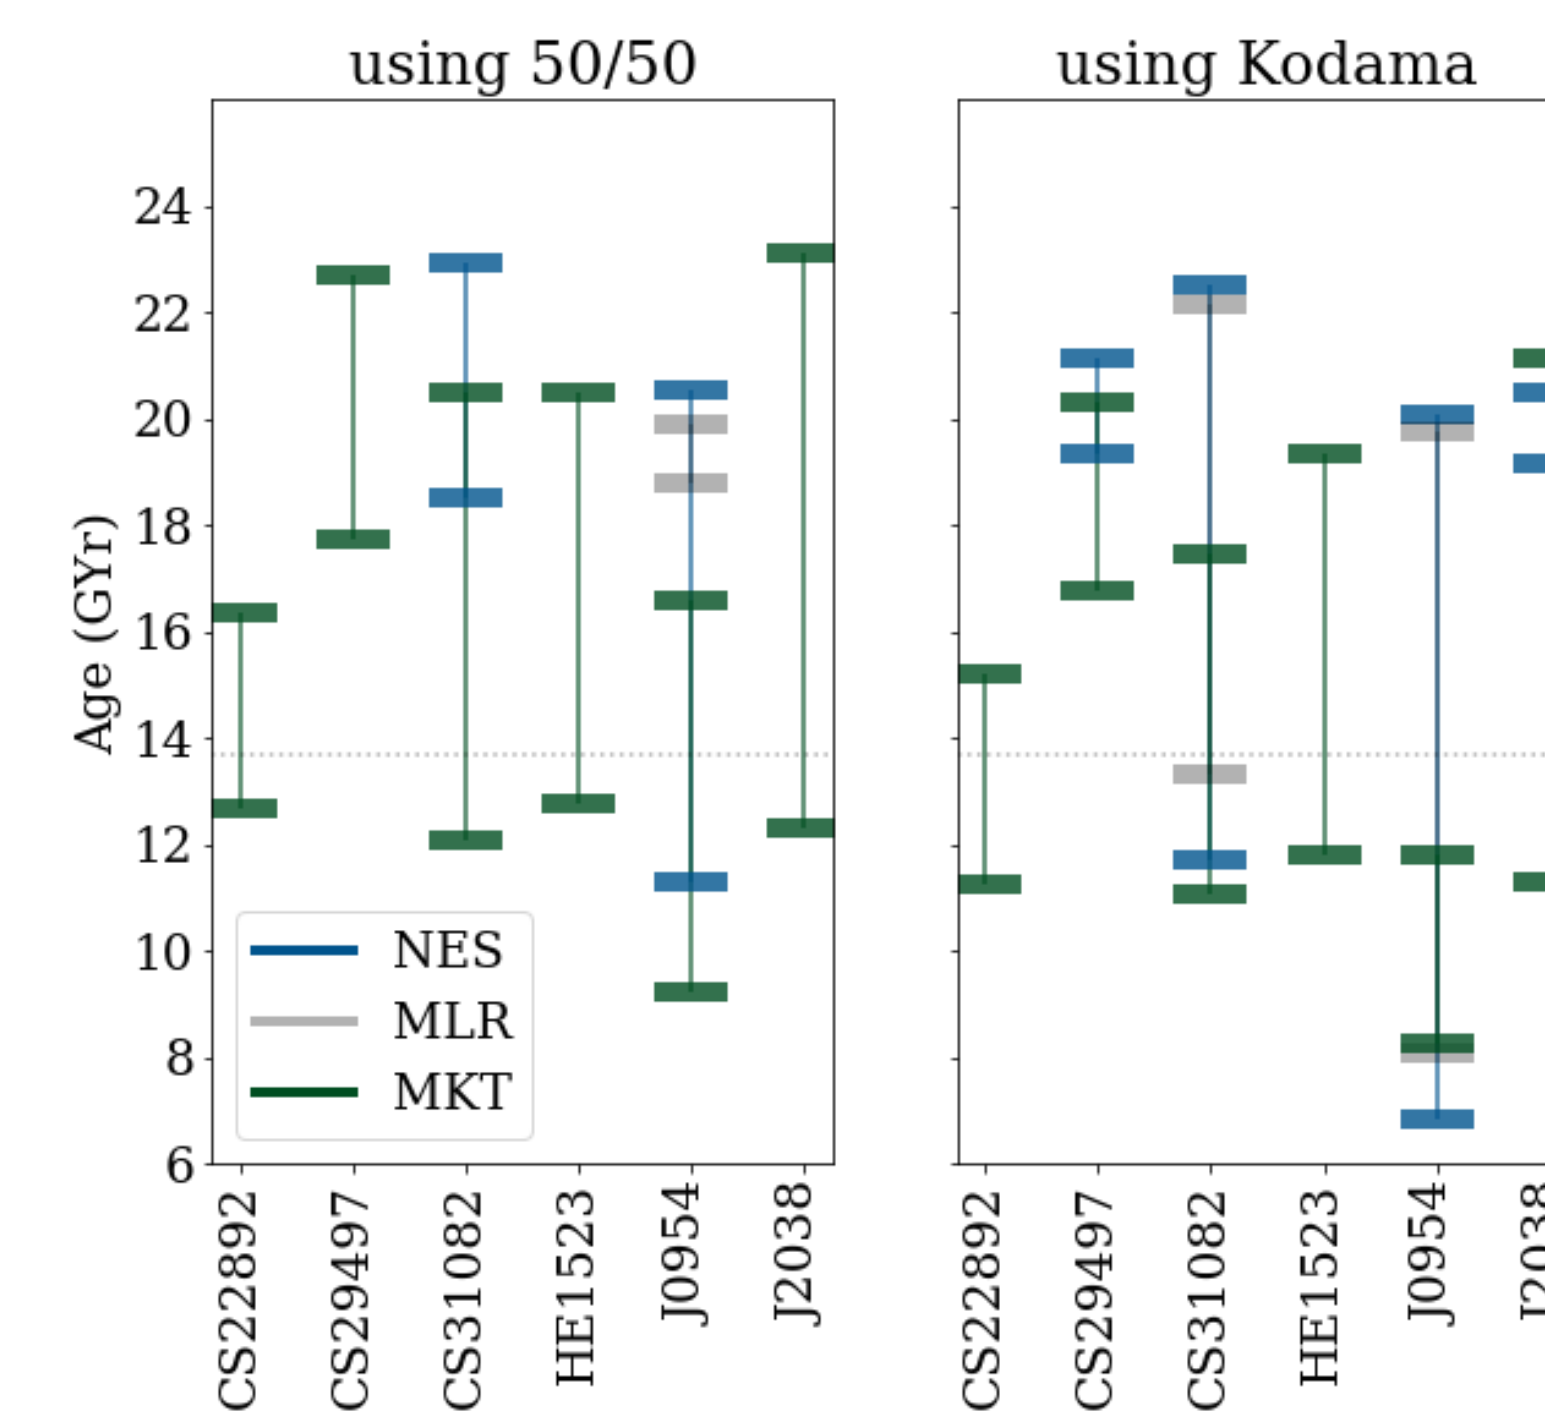 using 50/50
using Kodama
Age (GYr)
24
22
20
18
16
14
12
10
8
6
NES
MLR
MKT
CS22892
CS29497
CS31082
HE1523
J0954
J2038
CS22892
CS29497
CS31082
HE1523
J0954
J2038